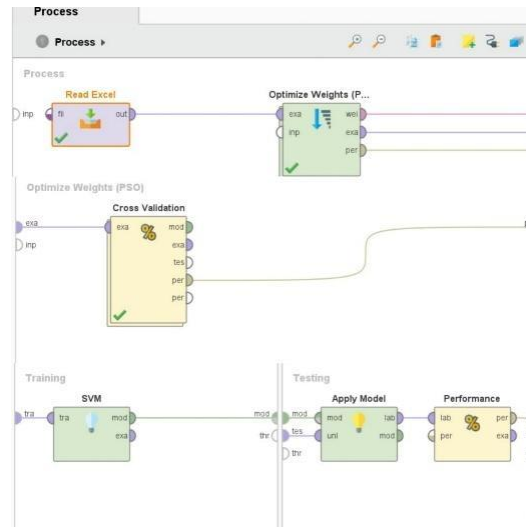 Process
Process
Process
Read Excel
Optimize Weights (P...
inp
fil
out
exa
wei
inp
exa
per
Optimize Weights (PSO)
Cross Validation
exa
exa
mod
inp
exa
tes
per
per
Training
Testing
SVM
Apply Model
Performance
tra
tra
mod
mod
mod
mod
lab
lab
per
exa
thr
tes
unl
mod
per
exa
thr